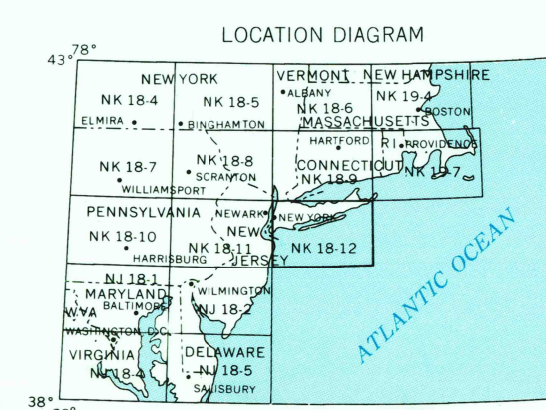 LOCATION DIAGRAM
78°
43°
NEW YORK
VERMONT
NEW HAMPSHIRE
NK 18-4
NK 18-5
ALBANY
NK 18-6
NK 19-4
BOSTON
ELMIRA
BINGHAMTON
MASSACHUSETTS
HARTFORD
R I
PROVIDENCE
NK 18-7
NK 18-8
SCRANTON
CONNECTICUT
NK 18-9
NK 19-7
WILLIAMSPORT
PENNSYLVANIA
NEWARK
NEW YORK
NK 18-10
NEW
JERSEY
NK 18-11
NK 18-12
HARRISBURG
ATLANTIC OCEAN
NJ 18-1
WILMINGTON
MARYLAND
BALTIMORE
NJ 18-2
W VA
WASHINGTON D.C.
VIRGINIA
DELAWARE
NJ 18-4
NJ 18-5
SALISBURY
38°